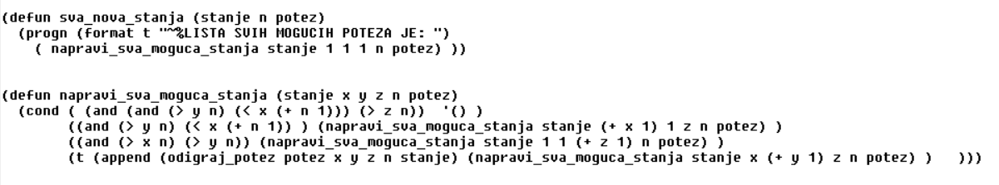 (defun sva_nova_stanja (stanje n potez)
(progn (format t "~%LISTA SVIH MOGUCIH POTEZA JE: ")
( napravi_sva_moguca_stanja stanje 1 1 1 n potez) ))
(defun napravi_sva_moguca_stanja (stanje x y z n potez)
(cond ( (and (and (> y n) (< x (+ n 1))) (> z n)) '() )
((and (> y n) (< x (+ n 1)) ) (napravi_sva_moguca_stanja stanje (+ x 1) 1 z n potez) )
((and (> x n) (> y n)) (napravi_sva_moguca_stanja stanje 1 1 (+ z 1) n potez) )
(t (append (odigraj_potez potez x y z n stanje) (napravi_sva_moguca_stanja stanje x (+ y 1) z n potez) ) )))